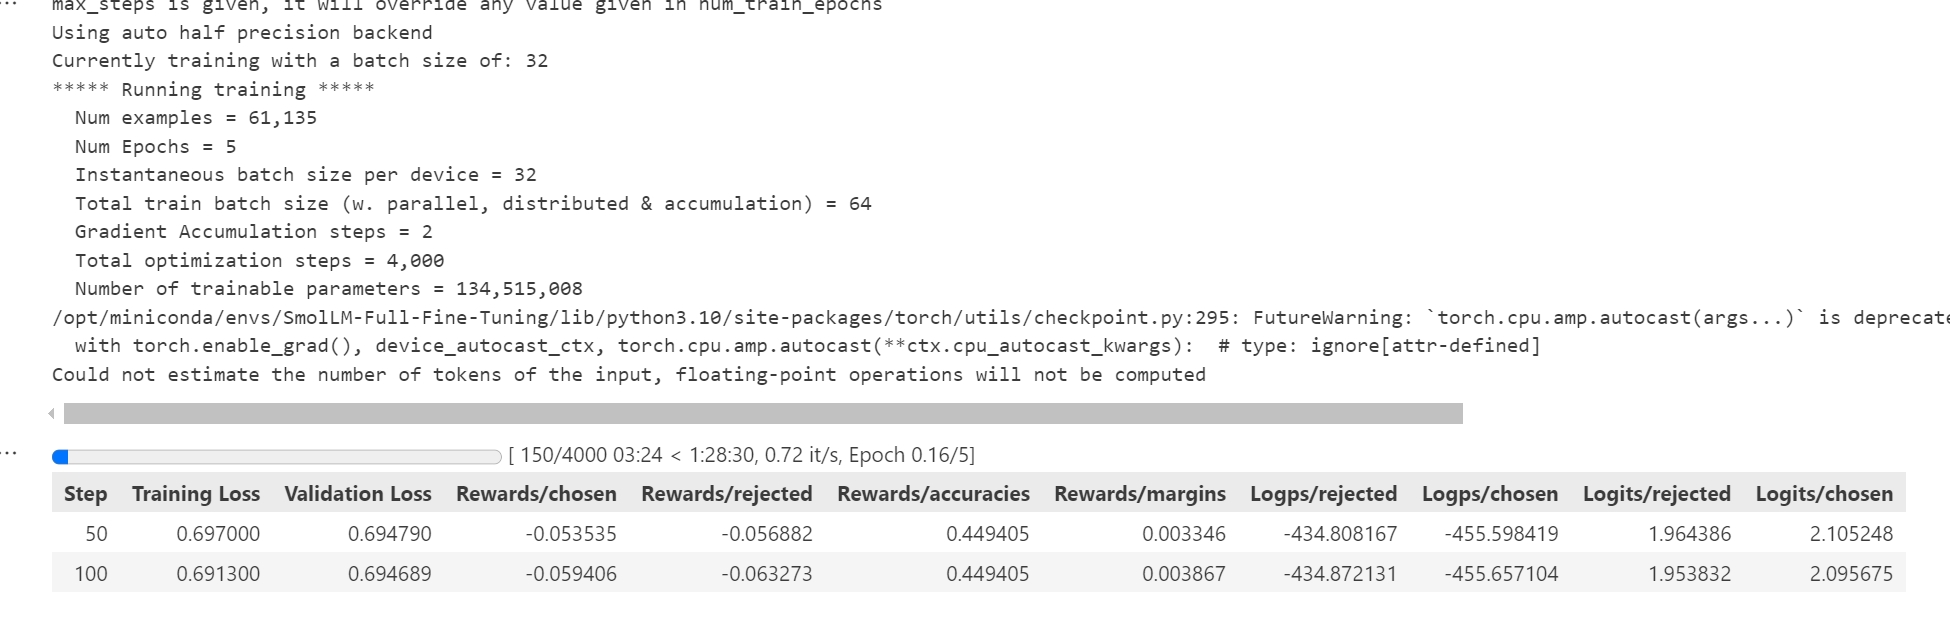 max_steps is given, it will override any value given in num_train_epochs
Using auto half precision backend
Currently training with a batch size of: 32
***** Running training *****
  Num examples = 61,135
  Num Epochs = 5
  Instantaneous batch size per device = 32
  Total train batch size (w. parallel, distributed & accumulation) = 64
  Gradient Accumulation steps = 2
  Total optimization steps = 4,000
  Number of trainable parameters = 134,515,008
/opt/miniconda/envs/SmolLM-Full-Fine-Tuning/lib/python3.10/site-packages/torch/utils/checkpoint.py:295: FutureWarning: `torch.cpu.amp.autocast(args...)` is deprecate
  with torch.enable_grad(), device_autocast_ctx, torch.cpu.amp.autocast(**ctx.cpu_autocast_kwargs):  # type: ignore[attr-defined]
Could not estimate the number of tokens of the input, floating-point operations will not be computed
[ 150/4000 03:24 < 1:28:30, 0.72 it/s, Epoch 0.16/5]
Step Training Loss Validation Loss Rewards/chosen Rewards/rejected Rewards/accuracies Rewards/margins Logps/rejected Logps/chosen Logits/rejected Logits/chosen
50 0.697000 0.694790 -0.053535 -0.056882 0.449405 0.003346 -434.808167 -455.598419 1.964386 2.105248
100 0.691300 0.694689 -0.059406 -0.063273 0.449405 0.003867 -434.872131 -455.657104 1.953832 2.095675